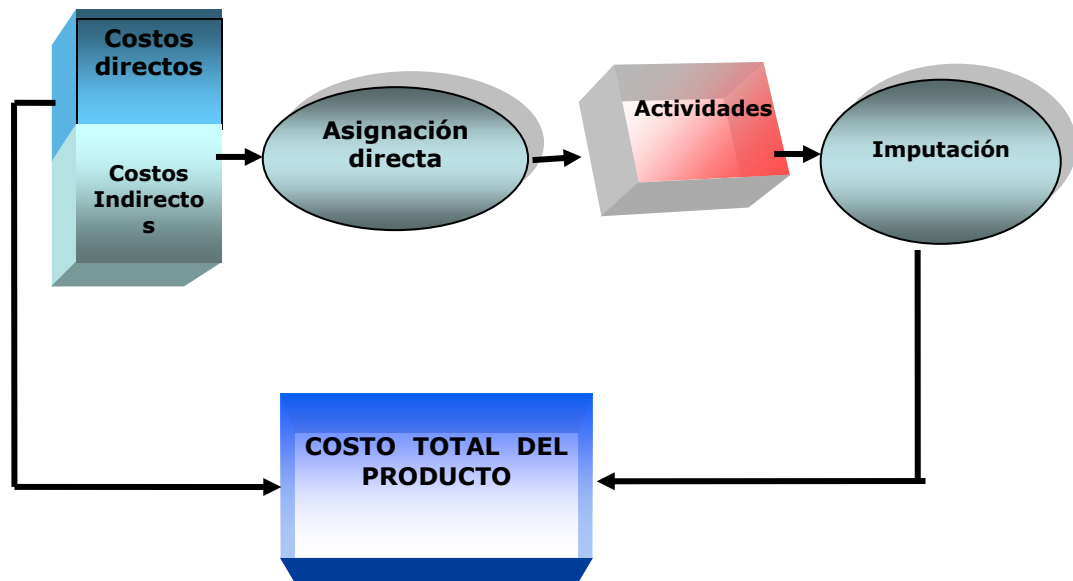 Costos
directos
Costos
Indirecto
s
Asignación
directa
Actividades
Imputación
COSTO TOTAL DEL
PRODUCTO